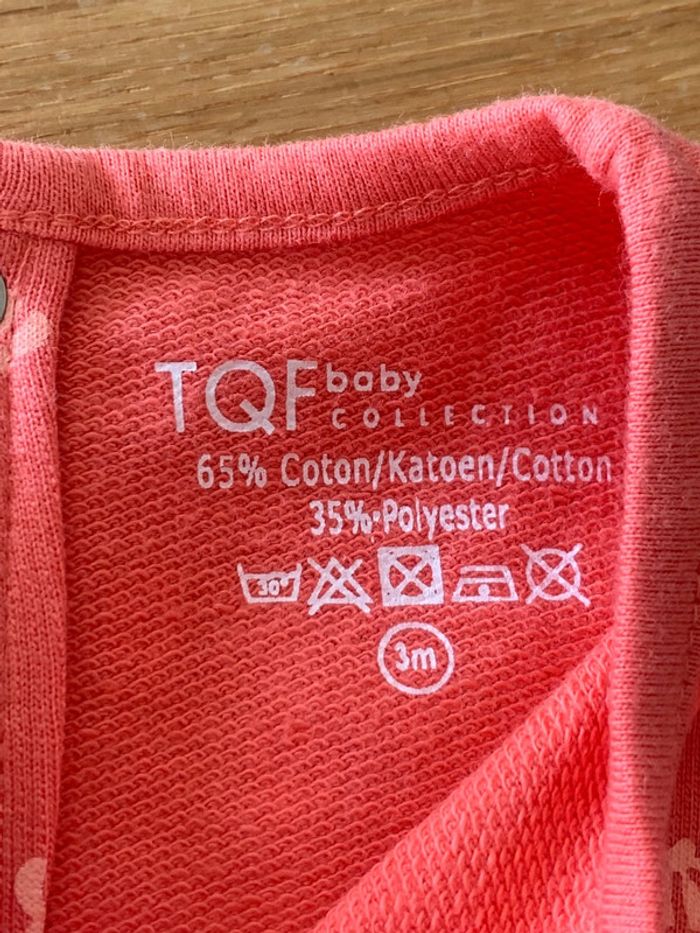 TQF baby
COLLECTION
65% Coton/Katoen/Cotton
35% Polyester
30°
3m